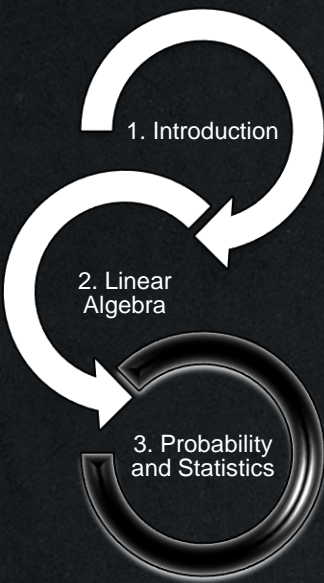 1. Introduction
2. Linear
Algebra
3. Probability
and Statistics